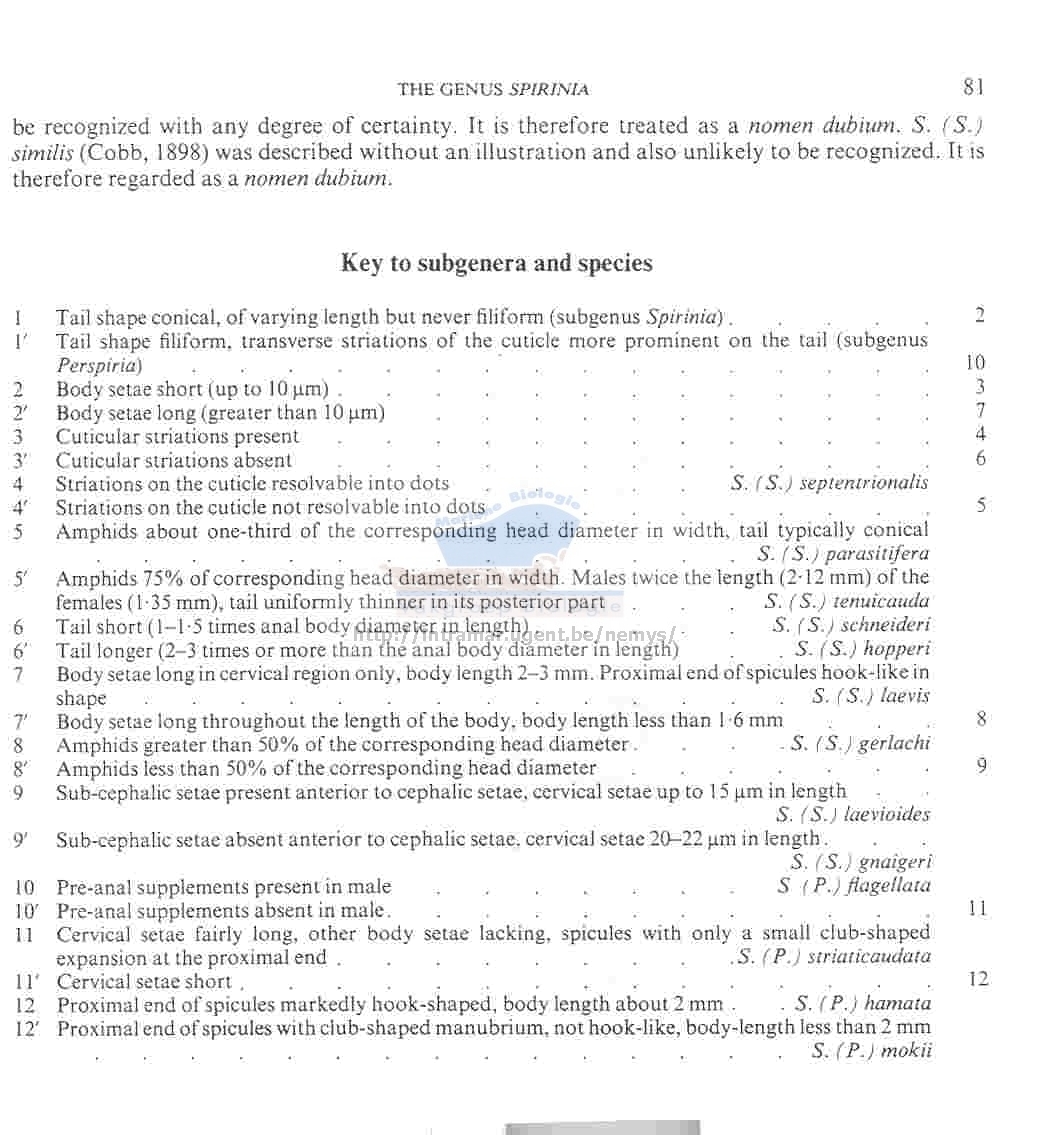 THE GENUS SPIRINIA 81
be recognized with any degree of certainty. It is therefore treated as a nomen dubium. S. (S.)
similis (Cobb, 1898) was described without an illustration and also unlikely to be recognized. It is
therefore regarded as a nomen dubium.
Key to subgenera and species
1 Tail shape conical, of varying length but never filiform (subgenus Spirinia) . . . . . 2
1′ Tail shape filiform, transverse striations of the cuticle more prominent on the tail (subgenus
Perspiria) . . . . . . . . . . . . . . . . 10
2 Body setae short (up to 10 μm) . . . . . . . . . . . . . 3
2′ Body setae long (greater than 10 μm) . . . . . . . . . . . 7
3 Cuticular striations present . . . . . . . . . . . . . 4
3′ Cuticular striations absent . . . . . . . . . . . . . 6
4 Striations on the cuticle resolvable into dots . . . . . S. (S.) septentrionalis
4′ Striations on the cuticle not resolvable into dots . . . . . . . . . 5
5 Amphids about one-third of the corresponding head diameter in width, tail typically conical
. . . . . . . . . . . . . . S. (S.) parasitifera
5′ Amphids 75% of corresponding head diameter in width. Males twice the length (2·12 mm) of the
females (1·35 mm), tail uniformly thinner in its posterior part . . . S. (S.) tenuicauda
6 Tail short (1–1·5 times anal body diameter in length) . . . . S. (S.) schneideri
6′ Tail longer (2–3 times or more than the anal body diameter in length) . . S. (S.) hopperi
7 Body setae long in cervical region only, body length 2–3 mm. Proximal end of spicules hook-like in
shape . . . . . . . . . . . . . . S. (S.) laevis
7′ Body setae long throughout the length of the body, body length less than 1·6 mm . . . 8
8 Amphids greater than 50% of the corresponding head diameter . . . . S. (S.) gerlachi
8′ Amphids less than 50% of the corresponding head diameter . . . . . . . 9
9 Sub-cephalic setae present anterior to cephalic setae, cervical setae up to 15 μm in length . .
S. (S.) laevioides
9′ Sub-cephalic setae absent anterior to cephalic setae, cervical setae 20–22 μm in length . . .
S. (S.) gnaigeri
10 Pre-anal supplements present in male . . . . . . . S (P.) flagellata
10′ Pre-anal supplements absent in male . . . . . . . . . . . . 11
11 Cervical setae fairly long, other body setae lacking, spicules with only a small club-shaped
expansion at the proximal end . . . . . . . . . S. (P.) striaticaudata
11′ Cervical setae short . . . . . . . . . . . . . . . 12
12 Proximal end of spicules markedly hook-shaped, body length about 2 mm . . S. (P.) hamata
12′ Proximal end of spicules with club-shaped manubrium, not hook-like, body-length less than 2 mm
. . . . . . . . . . . . . . . S. (P.) mokii
Mariene Biologie
http://intramar.ugent.be/nemys/